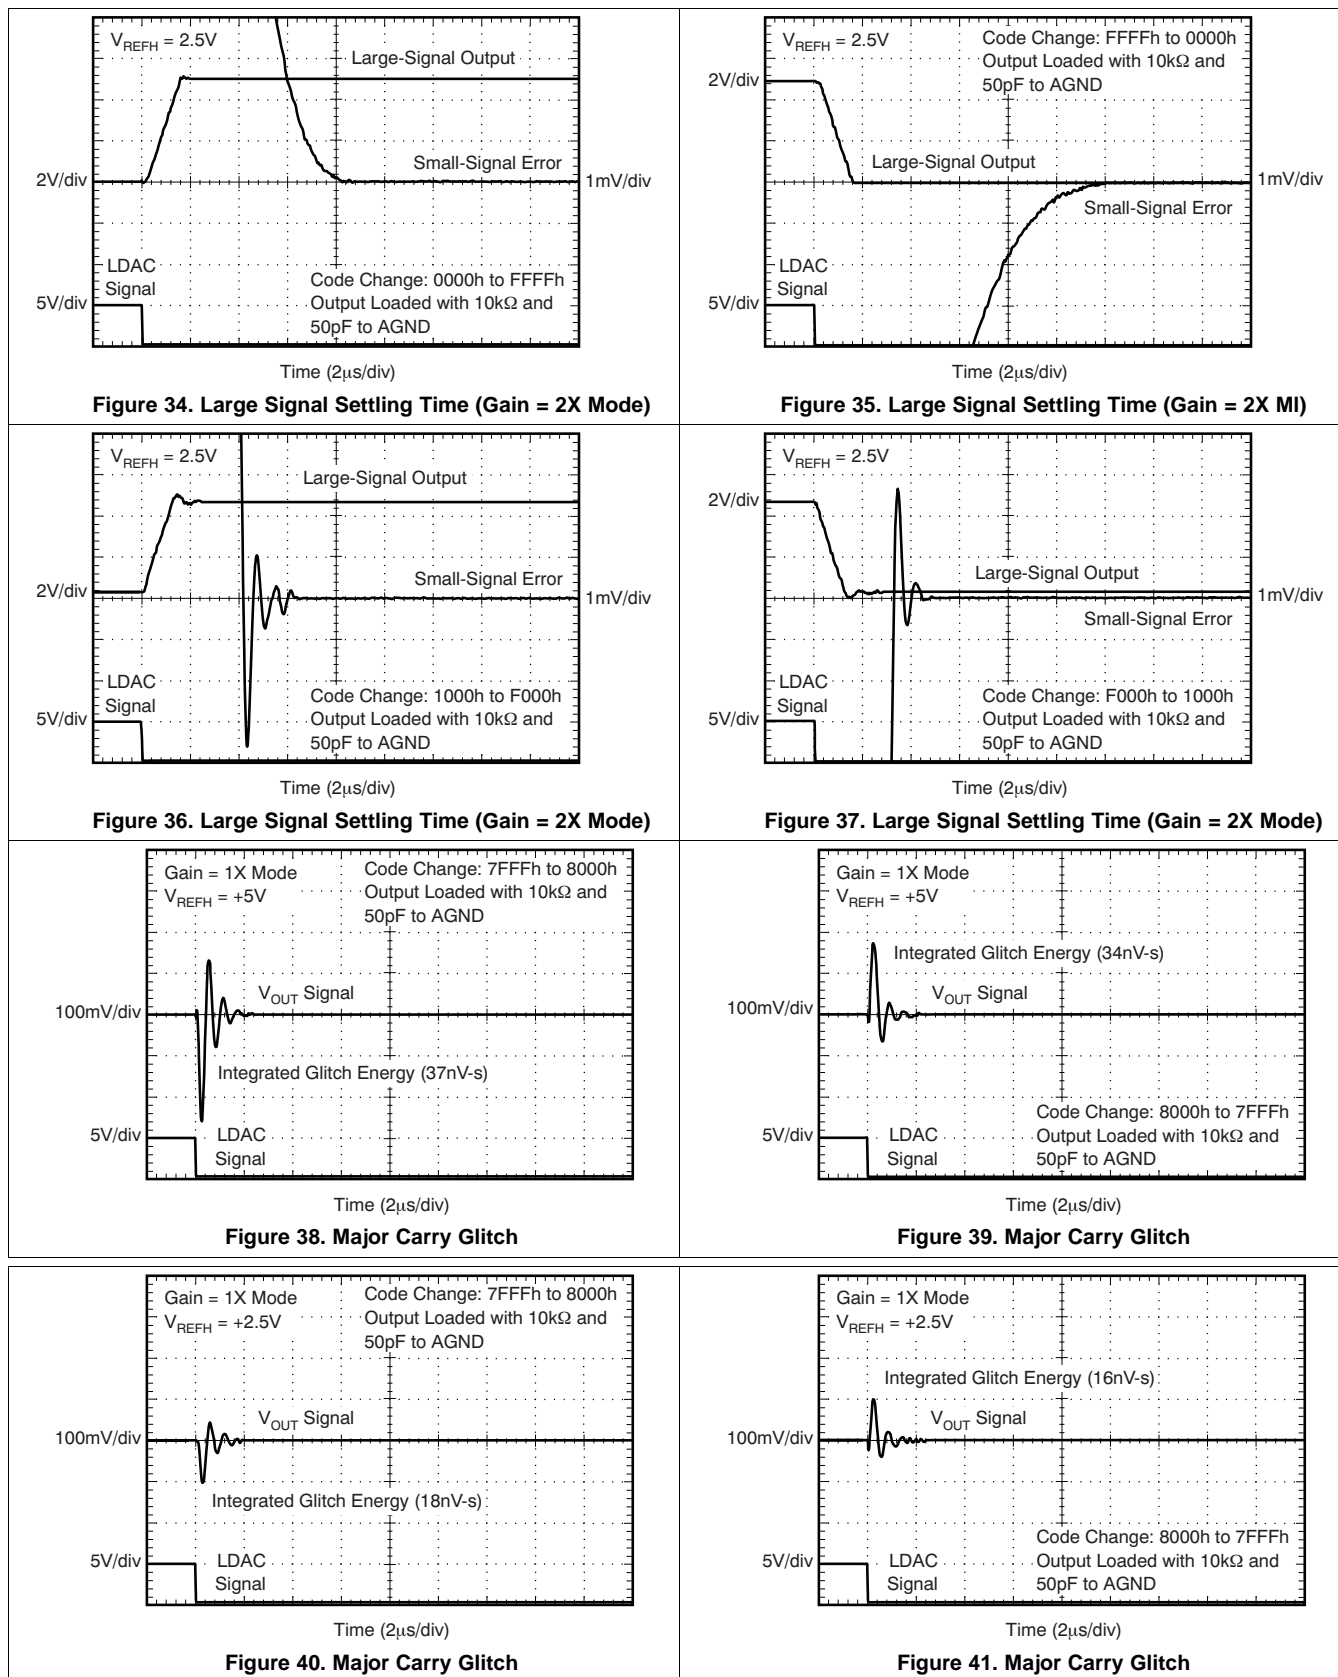 V_REFH = 2.5V
Large-Signal Output
Small-Signal Error
2V/div
1mV/div
LDAC
Signal
5V/div
Code Change: 0000h to FFFFh
Output Loaded with 10kΩ and
50pF to AGND
Time (2μs/div)
Figure 34. Large Signal Settling Time (Gain = 2X Mode)
V_REFH = 2.5V
Code Change: FFFFh to 0000h
Output Loaded with 10kΩ and
50pF to AGND
2V/div
Large-Signal Output
1mV/div
Small-Signal Error
LDAC
Signal
5V/div
Time (2μs/div)
Figure 35. Large Signal Settling Time (Gain = 2X MI)
V_REFH = 2.5V
Large-Signal Output
Small-Signal Error
2V/div
1mV/div
LDAC
Signal
5V/div
Code Change: 1000h to F000h
Output Loaded with 10kΩ and
50pF to AGND
Time (2μs/div)
Figure 36. Large Signal Settling Time (Gain = 2X Mode)
V_REFH = 2.5V
2V/div
Large-Signal Output
1mV/div
Small-Signal Error
LDAC
Signal
5V/div
Code Change: F000h to 1000h
Output Loaded with 10kΩ and
50pF to AGND
Time (2μs/div)
Figure 37. Large Signal Settling Time (Gain = 2X Mode)
Gain = 1X Mode
V_REFH = +5V
Code Change: 7FFFh to 8000h
Output Loaded with 10kΩ and
50pF to AGND
V_OUT Signal
100mV/div
Integrated Glitch Energy (37nV-s)
5V/div
LDAC
Signal
Time (2μs/div)
Figure 38. Major Carry Glitch
Gain = 1X Mode
V_REFH = +5V
Integrated Glitch Energy (34nV-s)
V_OUT Signal
100mV/div
Code Change: 8000h to 7FFFh
Output Loaded with 10kΩ and
50pF to AGND
5V/div
LDAC
Signal
Time (2μs/div)
Figure 39. Major Carry Glitch
Gain = 1X Mode
V_REFH = +2.5V
Code Change: 7FFFh to 8000h
Output Loaded with 10kΩ and
50pF to AGND
V_OUT Signal
100mV/div
Integrated Glitch Energy (18nV-s)
5V/div
LDAC
Signal
Time (2μs/div)
Figure 40. Major Carry Glitch
Gain = 1X Mode
V_REFH = +2.5V
Integrated Glitch Energy (16nV-s)
V_OUT Signal
100mV/div
Code Change: 8000h to 7FFFh
Output Loaded with 10kΩ and
50pF to AGND
5V/div
LDAC
Signal
Time (2μs/div)
Figure 41. Major Carry Glitch